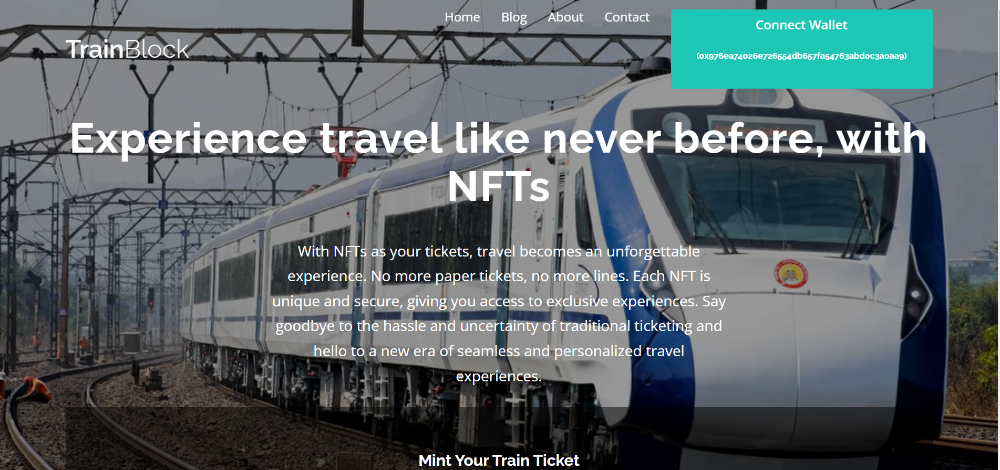 Home Blog About Contact
Connect Wallet
(0x976ea74026e726554db657fa54763abd0c3a0aa9)
TrainBlock
Experience travel like never before, with
NFTs
With NFTs as your tickets, travel becomes an unforgettable
experience. No more paper tickets, no more lines. Each NFT is
unique and secure, giving you access to exclusive experiences. Say
goodbye to the hassle and uncertainty of traditional ticketing and
hello to a new era of seamless and personalized travel
experiences.
Mint Your Train Ticket